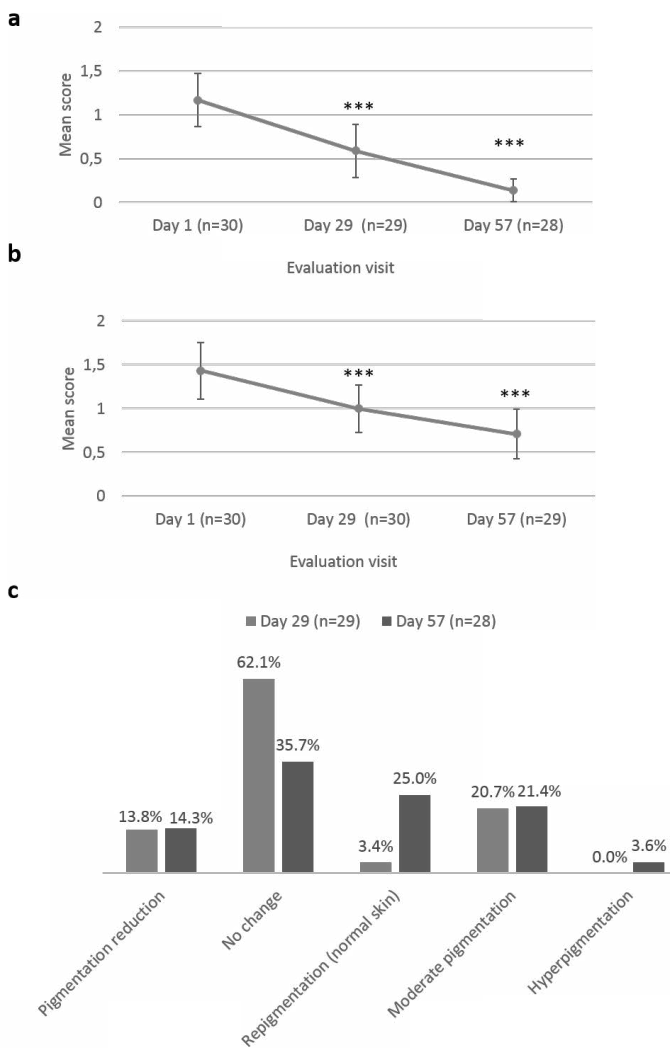 a
2
1,5
1
0,5
0
Mean score
***
***
Day 1 (n=30) Day 29 (n=29) Day 57 (n=28)
Evaluation visit
b
2
1,5
1
0,5
0
Mean score
***
***
Day 1 (n=30) Day 29 (n=30) Day 57 (n=29)
Evaluation visit
c
Day 29 (n=29) Day 57 (n=28)
62.1%
35.7%
25.0%
20.7% 21.4%
13.8% 14.3%
3.4%
0.0% 3.6%
Pigmentation reduction
No change
Repigmentation (normal skin)
Moderate pigmentation
Hyperpigmentation